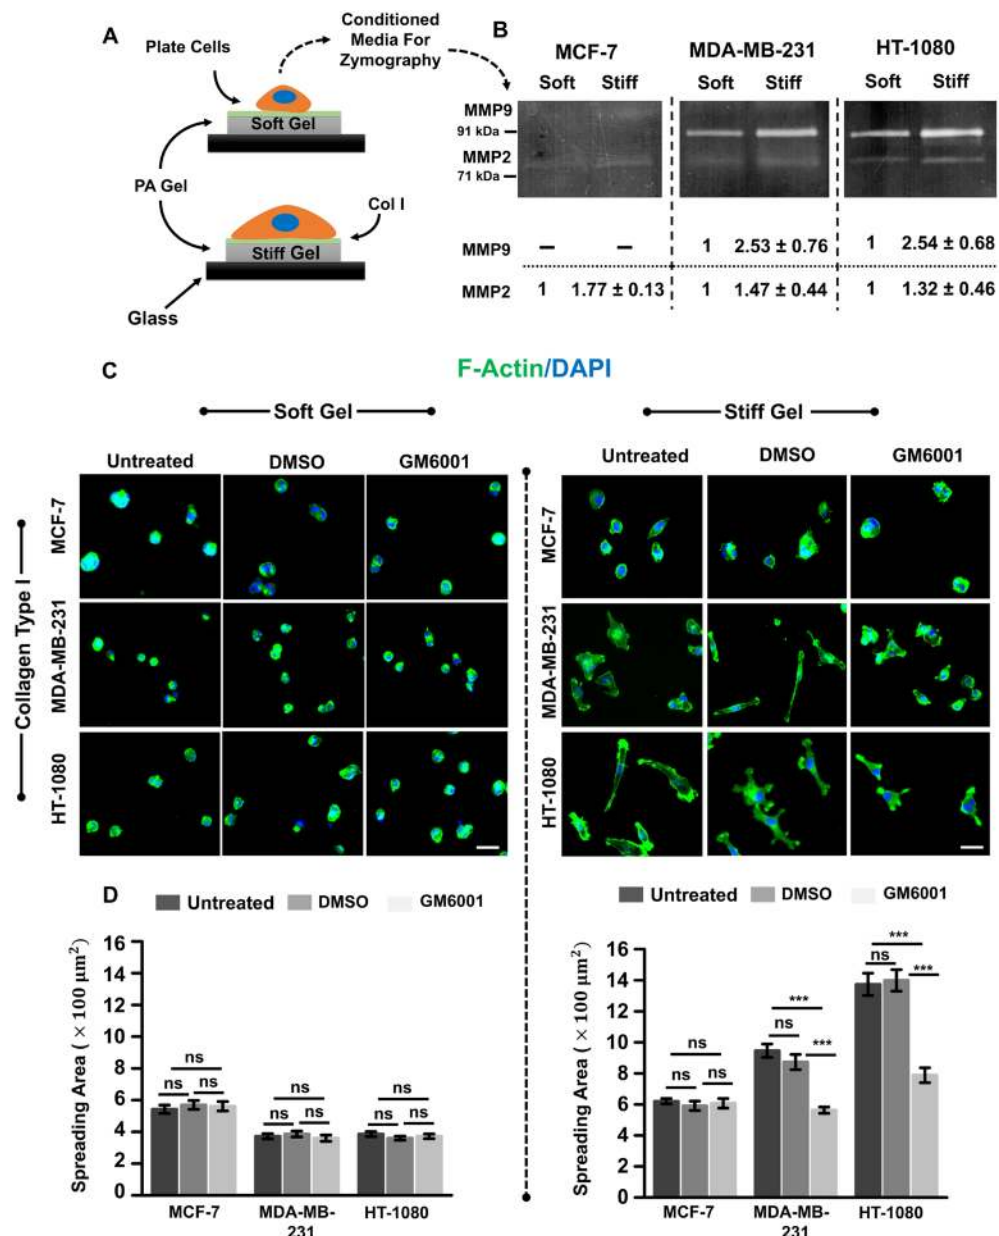 A
Plate Cells
Conditioned
Media For
Zymography
Soft Gel
PA Gel
Col I
Stiff Gel
Glass
B
MCF-7 MDA-MB-231 HT-1080
Soft Stiff Soft Stiff Soft Stiff
MMP9
91 kDa
MMP2
71 kDa
MMP9 – – 1 2.53 ± 0.76 1 2.54 ± 0.68
MMP2 1 1.77 ± 0.13 1 1.47 ± 0.44 1 1.32 ± 0.46
C
F-Actin/DAPI
Soft Gel
Untreated DMSO GM6001
Collagen Type I
MCF-7
MDA-MB-231
HT-1080
Stiff Gel
Untreated DMSO GM6001
MCF-7
MDA-MB-231
HT-1080
D
Untreated DMSO GM6001
Spreading Area ( × 100 μm²)
16
14
12
10
8
6
4
2
0
ns
ns ns
ns
ns ns
ns
ns ns
MCF-7 MDA-MB- HT-1080
231
Untreated DMSO GM6001
Spreading Area ( × 100 μm²)
16
14
12
10
8
6
4
2
0
ns
ns ns
***
ns
***
***
ns
***
MCF-7 MDA-MB- HT-1080
231